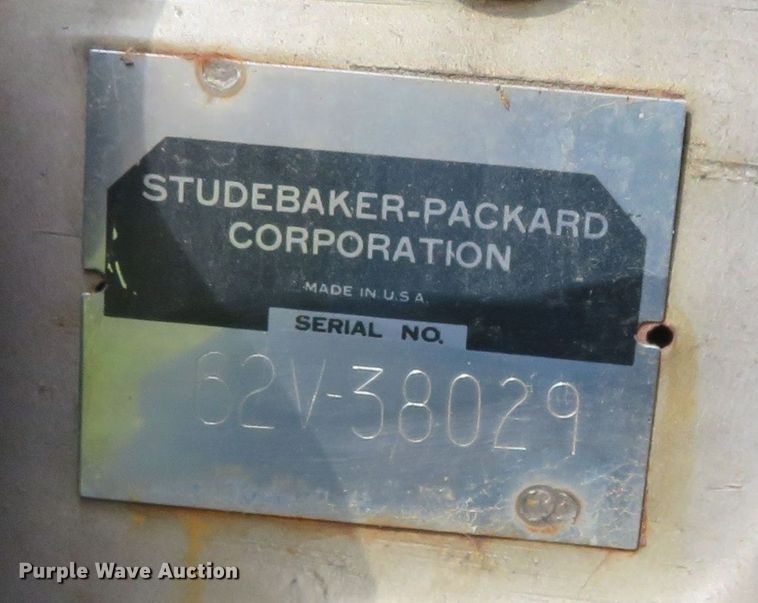 STUDEBAKER-PACKARD
CORPORATION
MADE IN U.S.A.
SERIAL NO.
62V-38029
Purple Wave Auction